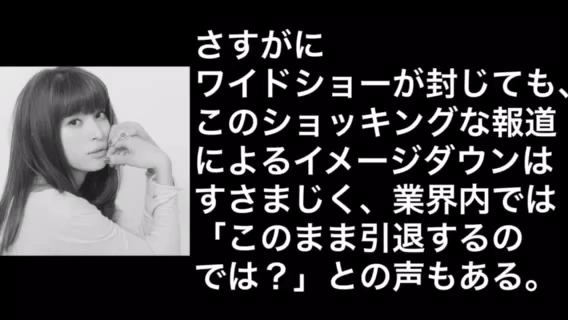 さすがに
ワイドショーが封じても、
このショッキングな報道
によるイメージダウンは
すさまじく、業界内では
「このまま引退するの
では？」との声もある。